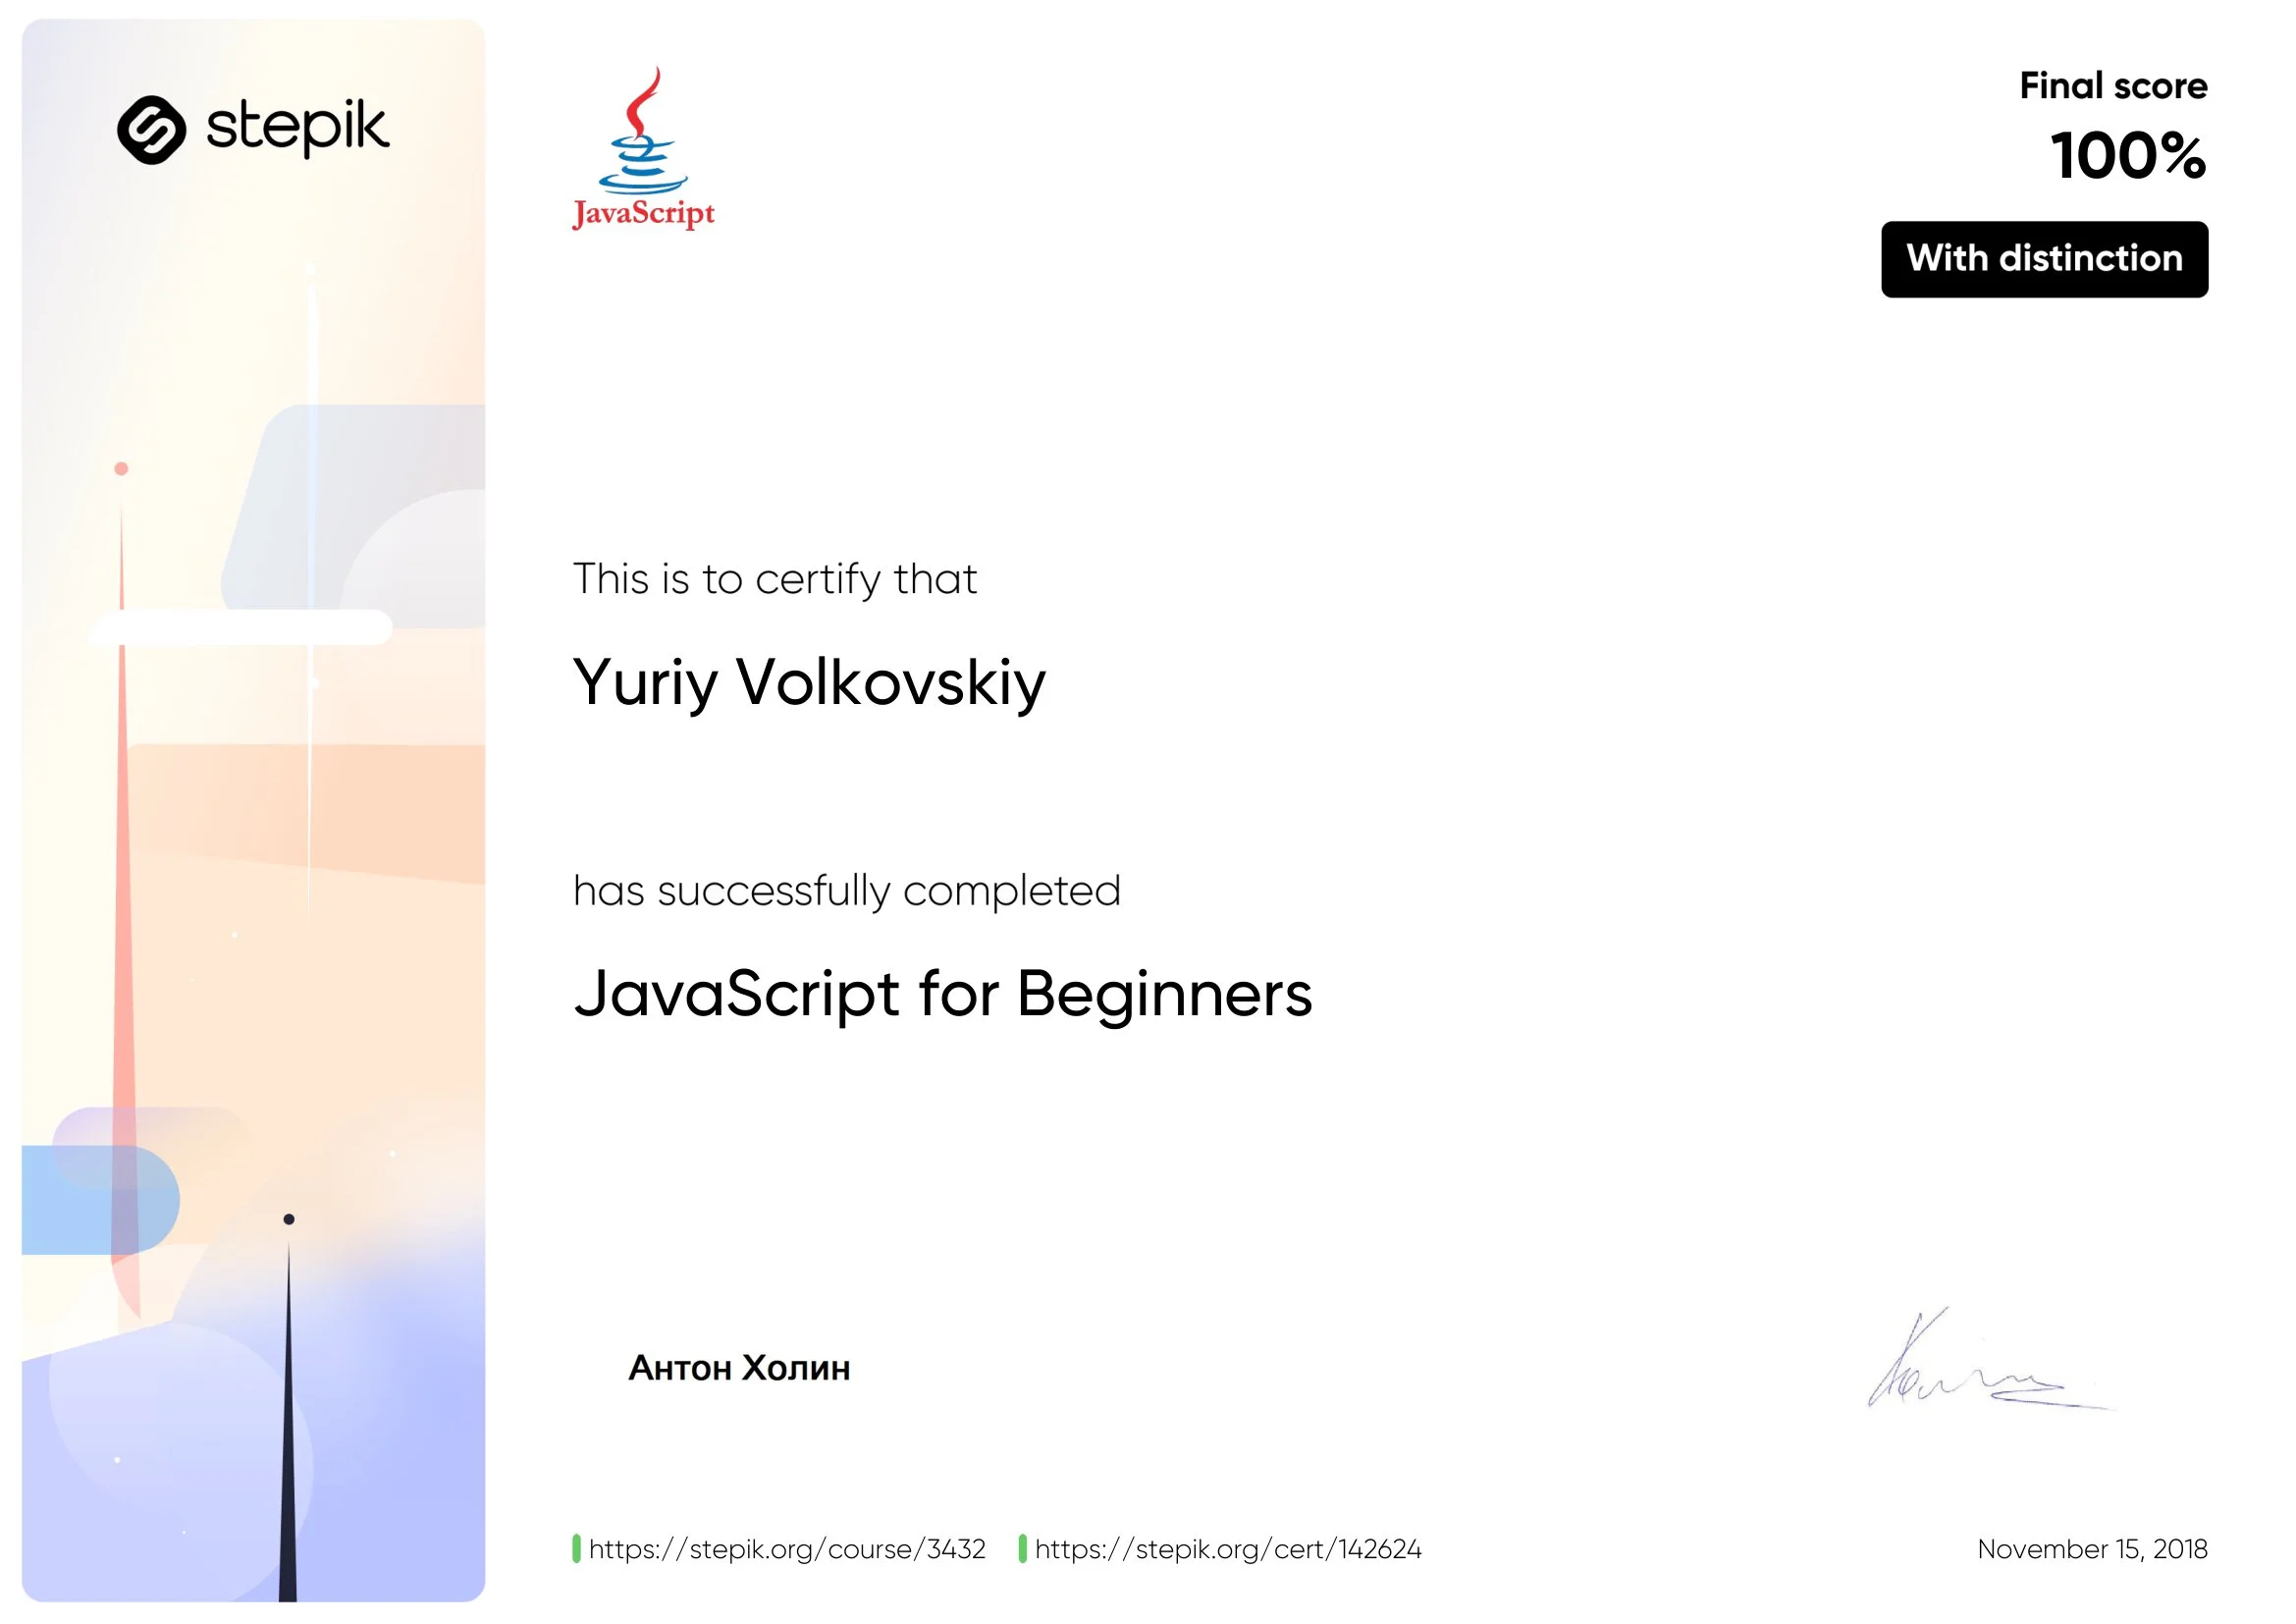 stepik
JavaScript
Final score
100%
With distinction
This is to certify that
Yuriy Volkovskiy
has successfully completed
JavaScript for Beginners
Антон Холин
https://stepik.org/course/3432
https://stepik.org/cert/142624
November 15, 2018